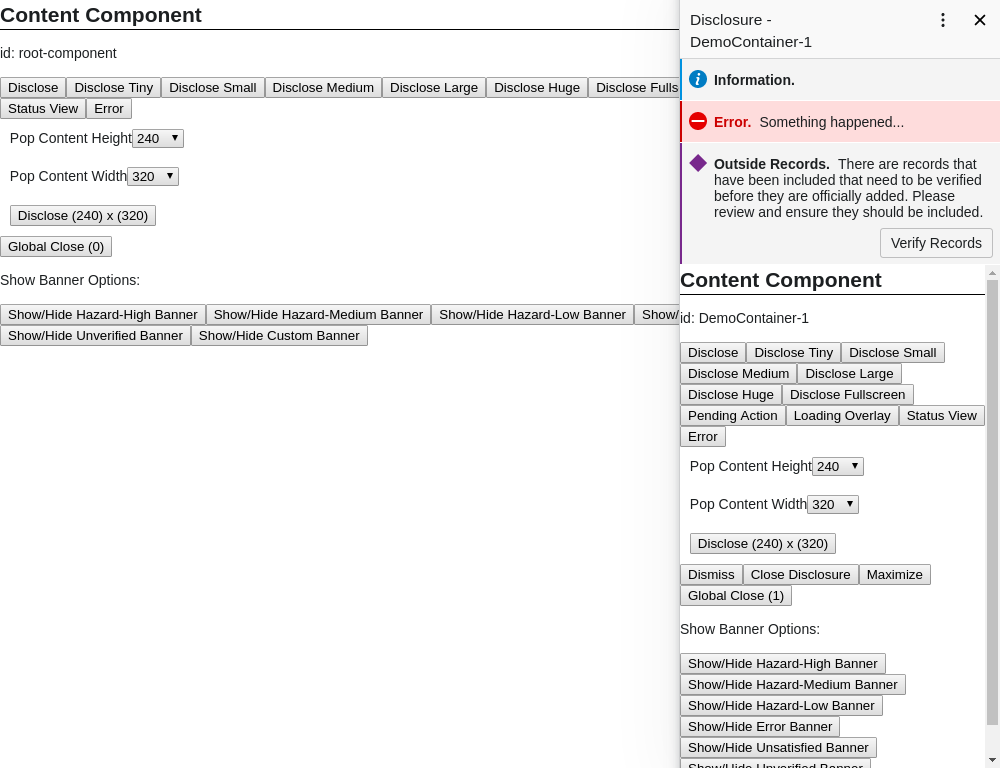 Content Component
id: root-component
Disclose Disclose Tiny Disclose Small Disclose Medium Disclose Large Disclose Huge Disclose Fulls
Status View Error
Pop Content Height 240
Pop Content Width 320
Disclose (240) x (320)
Global Close (0)
Show Banner Options:
Show/Hide Hazard-High Banner Show/Hide Hazard-Medium Banner Show/Hide Hazard-Low Banner Show/
Show/Hide Unverified Banner Show/Hide Custom Banner
Disclosure -
DemoContainer-1
Information.
Error. Something happened...
Outside Records. There are records that
have been included that need to be verified
before they are officially added. Please
review and ensure they should be included.
Verify Records
Content Component
id: DemoContainer-1
Disclose Disclose Tiny Disclose Small
Disclose Medium Disclose Large
Disclose Huge Disclose Fullscreen
Pending Action Loading Overlay Status View
Error
Pop Content Height 240
Pop Content Width 320
Disclose (240) x (320)
Dismiss Close Disclosure Maximize
Global Close (1)
Show Banner Options:
Show/Hide Hazard-High Banner
Show/Hide Hazard-Medium Banner
Show/Hide Hazard-Low Banner
Show/Hide Error Banner
Show/Hide Unsatisfied Banner
Show/Hide Unverified Banner